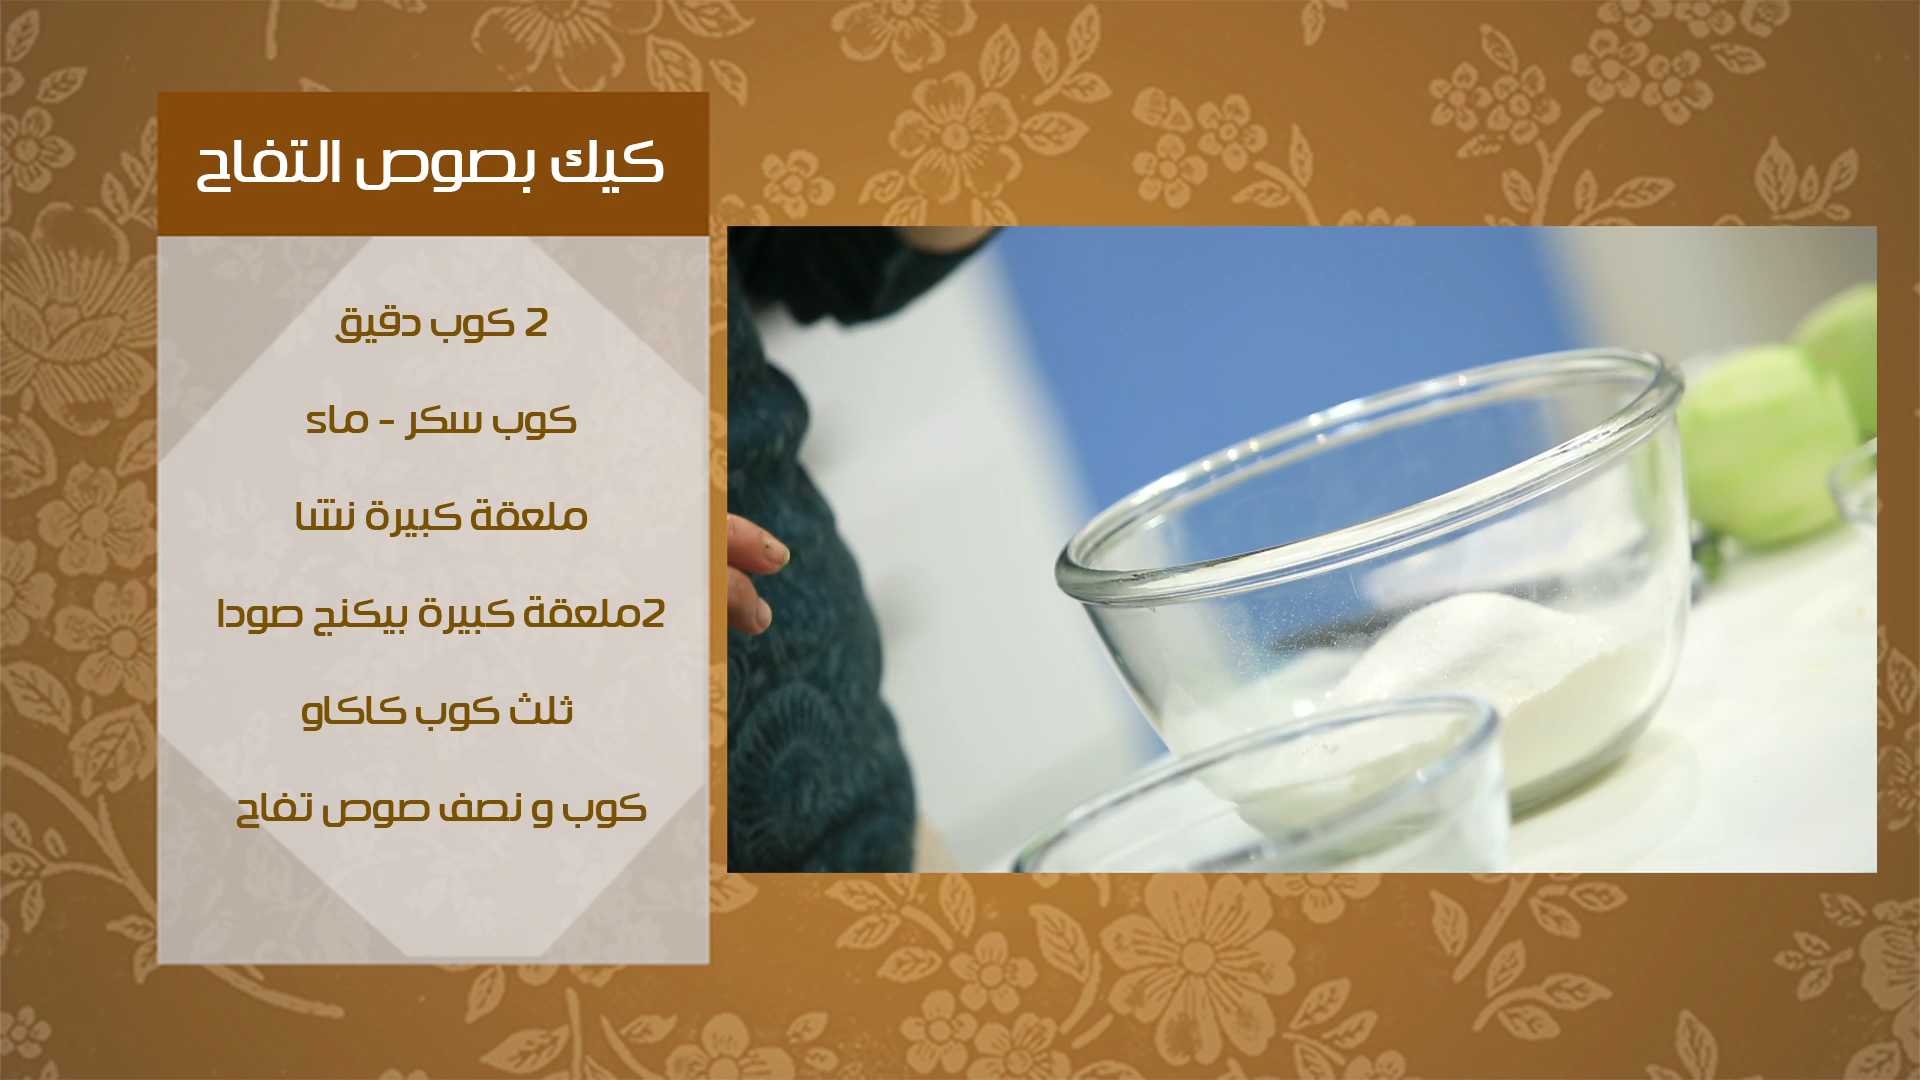 كيك بصوص التفاح
2 كوب دقيق
كوب سكر - ماء
ملعقة كبيرة نشا
2ملعقة كبيرة بيكنج صودا
ثلث كوب كاكاو
كوب و نصف صوص تفاح